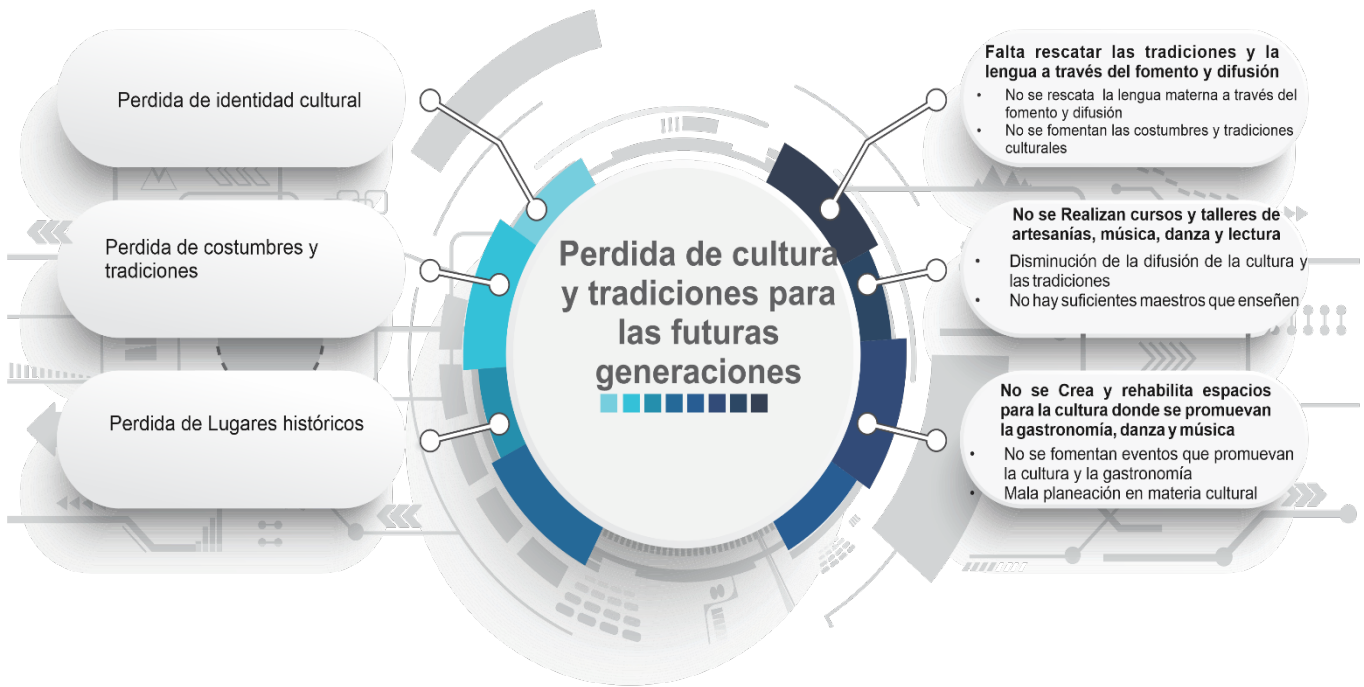 Perdida de identidad cultural
Perdida de costumbres y
tradiciones
Perdida de Lugares históricos
Perdida de cultura
y tradiciones para
las futuras
generaciones
Falta rescatar las tradiciones y la
lengua a través del fomento y difusión
• No se rescata la lengua materna a través del
fomento y difusión
• No se fomentan las costumbres y tradiciones
culturales
No se Realizan cursos y talleres de
artesanías, música, danza y lectura
• Disminución de la difusión de la cultura y
las tradiciones
• No hay suficientes maestros que enseñen
No se Crea y rehabilita espacios
para la cultura donde se promuevan
la gastronomía, danza y música
• No se fomentan eventos que promuevan
la cultura y la gastronomía
• Mala planeación en materia cultural